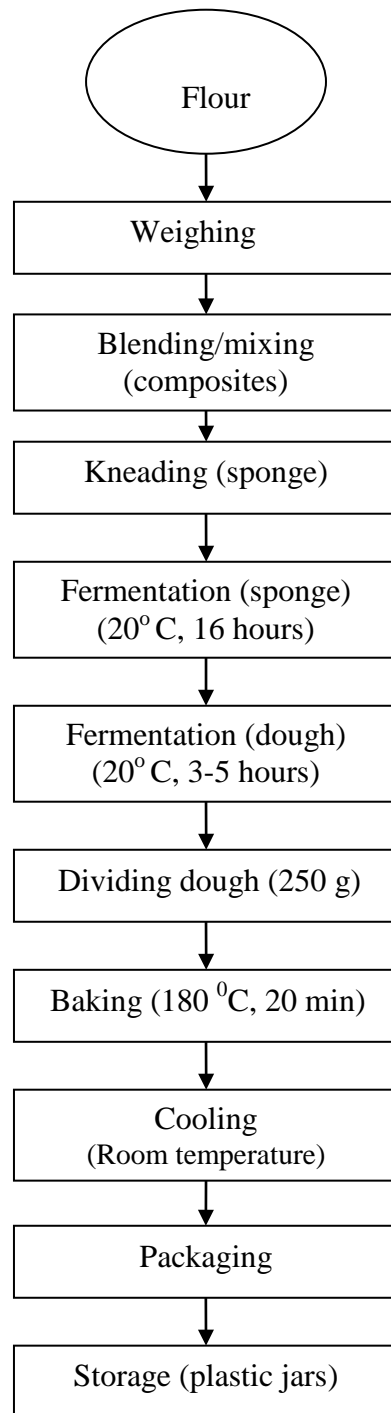 Flour
Weighing
Blending/mixing
(composites)
Kneading (sponge)
Fermentation (sponge)
(20° C, 16 hours)
Fermentation (dough)
(20° C, 3-5 hours)
Dividing dough (250 g)
Baking (180 ⁰C, 20 min)
Cooling
(Room temperature)
Packaging
Storage (plastic jars)